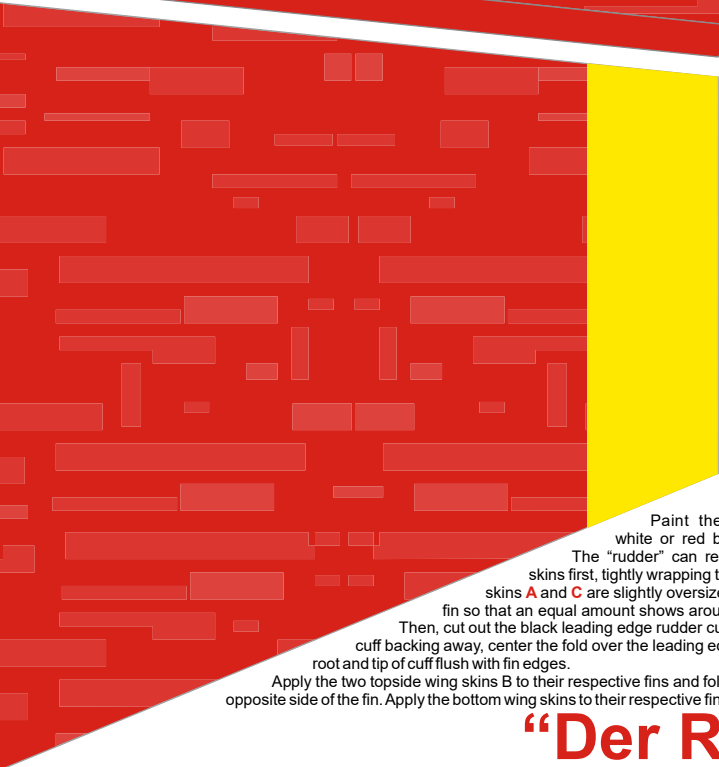 Paint the
white or red b
The “rudder” can re
skins first, tightly wrapping t
skins A and C are slightly oversize
fin so that an equal amount shows arou
Then, cut out the black leading edge rudder cu
cuff backing away, center the fold over the leading ed
root and tip of cuff flush with fin edges.
Apply the two topside wing skins B to their respective fins and fol
opposite side of the fin. Apply the bottom wing skins to their respective fin
“Der R